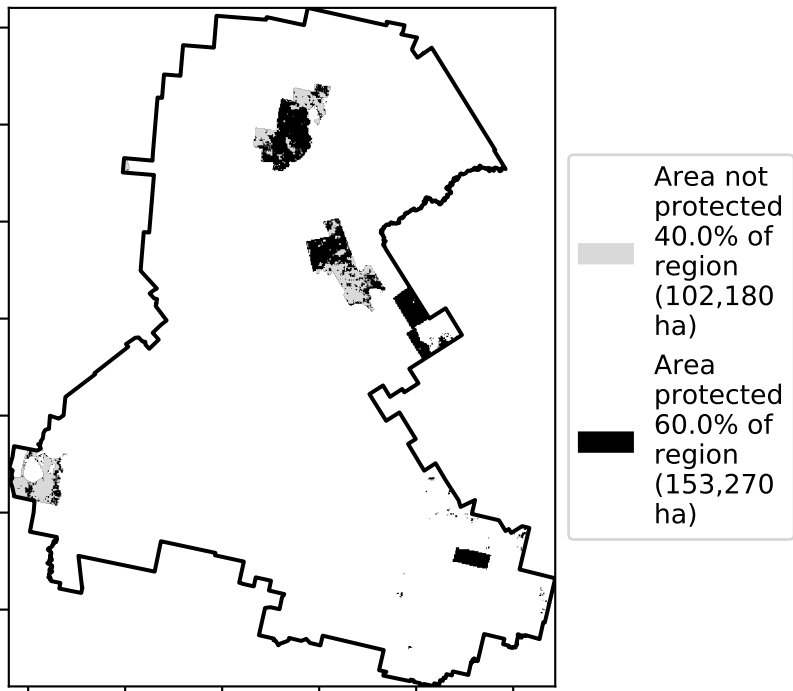 Area not
protected
40.0% of
region
(102,180
ha)
Area
protected
60.0% of
region
(153,270
ha)